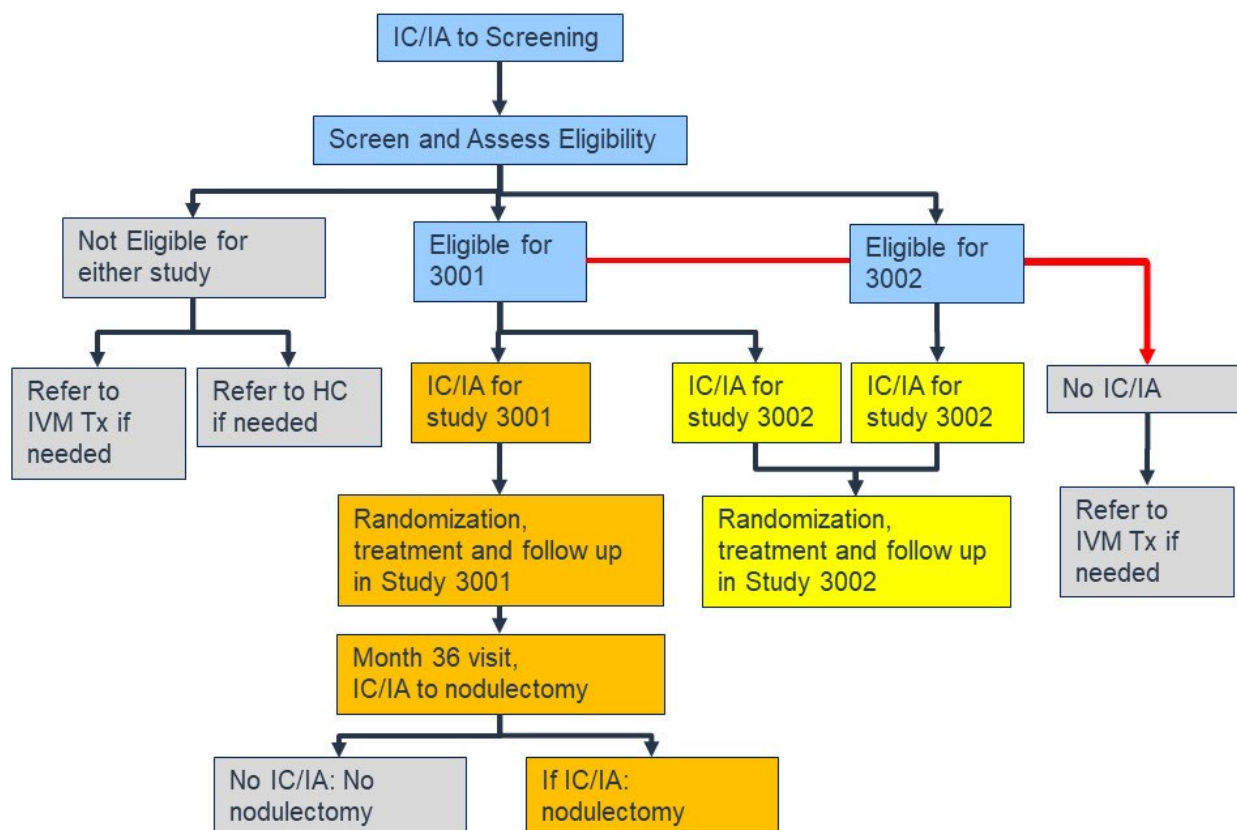 IC/IA to Screening
Screen and Assess Eligibility
Not Eligible for
either study
Eligible for
3001
Eligible for
3002
Refer to
IVM Tx if
needed
Refer to HC
if needed
IC/IA for
study 3001
IC/IA for
study 3002
IC/IA for
study 3002
No IC/IA
Randomization,
treatment and follow up
in Study 3001
Randomization,
treatment and follow up
in Study 3002
Refer to
IVM Tx if
needed
Month 36 visit,
IC/IA to nodulectomy
No IC/IA: No
nodulectomy
If IC/IA:
nodulectomy